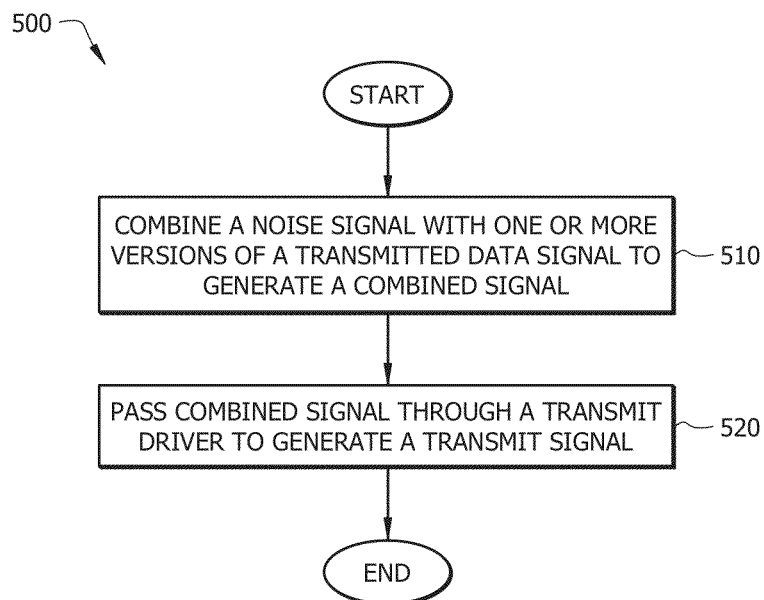 500
START
COMBINE A NOISE SIGNAL WITH ONE OR MORE
VERSIONS OF A TRANSMITTED DATA SIGNAL TO
GENERATE A COMBINED SIGNAL
510
PASS COMBINED SIGNAL THROUGH A TRANSMIT
DRIVER TO GENERATE A TRANSMIT SIGNAL
520
END